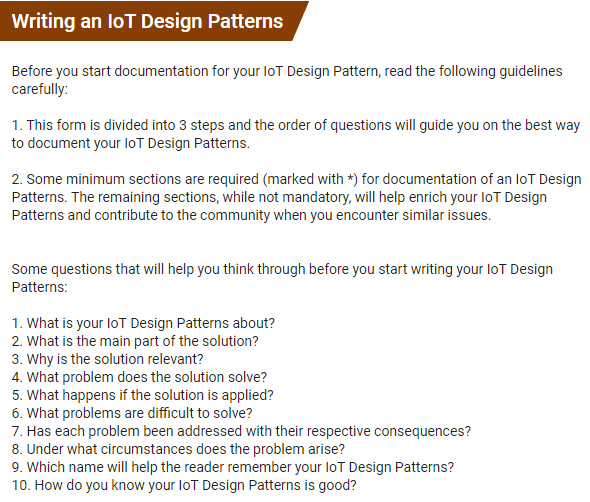 Writing an IoT Design Patterns
Before you start documentation for your IoT Design Pattern, read the following guidelines
carefully:
1. This form is divided into 3 steps and the order of questions will guide you on the best way
to document your IoT Design Patterns.
2. Some minimum sections are required (marked with *) for documentation of an IoT Design
Patterns. The remaining sections, while not mandatory, will help enrich your IoT Design
Patterns and contribute to the community when you encounter similar issues.
Some questions that will help you think through before you start writing your IoT Design
Patterns:
1. What is your IoT Design Patterns about?
2. What is the main part of the solution?
3. Why is the solution relevant?
4. What problem does the solution solve?
5. What happens if the solution is applied?
6. What problems are difficult to solve?
7. Has each problem been addressed with their respective consequences?
8. Under what circumstances does the problem arise?
9. Which name will help the reader remember your IoT Design Patterns?
10. How do you know your IoT Design Patterns is good?